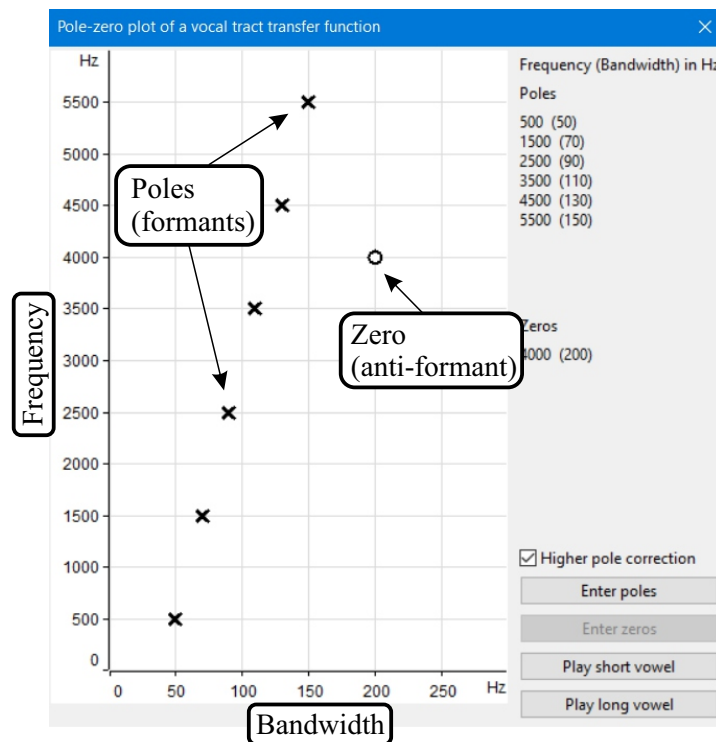 Pole-zero plot of a vocal tract transfer function
Hz
5500
5000
4500
4000
3500
3000
2500
2000
1500
1000
500
0
0 50 100 150 200 250 Hz
Frequency
Bandwidth
Poles
(formants)
Zero
(anti-formant)
Frequency (Bandwidth) in Hz
Poles
500 (50)
1500 (70)
2500 (90)
3500 (110)
4500 (130)
5500 (150)
Zeros
4000 (200)
Higher pole correction
Enter poles
Enter zeros
Play short vowel
Play long vowel